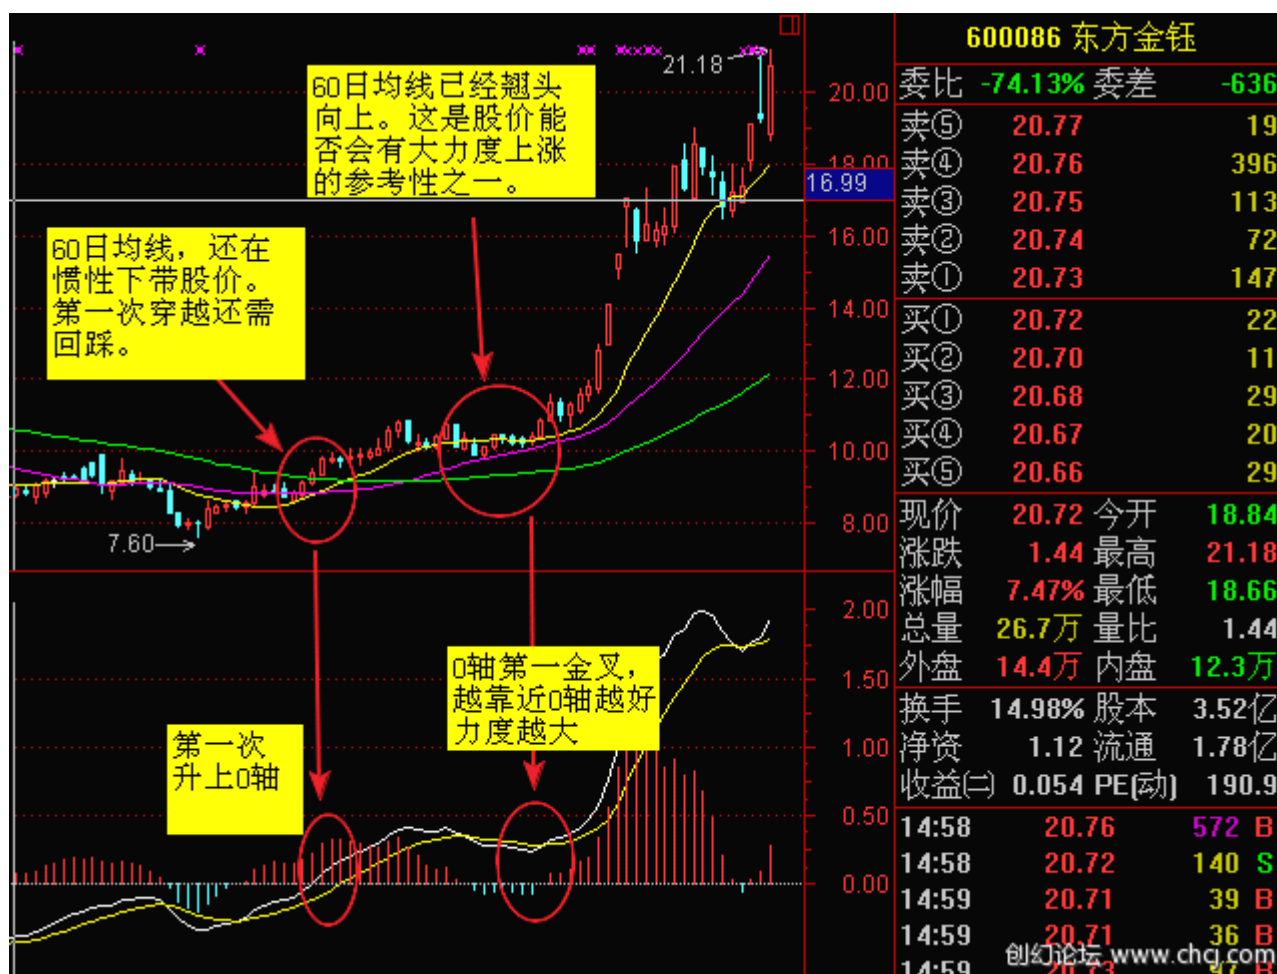 600086 东方金钰
委比 -74.13% 委差 -636
卖⑤ 20.77 19
卖④ 20.76 396
卖③ 20.75 113
卖② 20.74 72
卖① 20.73 147
买① 20.72 22
买② 20.70 11
买③ 20.68 29
买④ 20.67 20
买⑤ 20.66 29
现价 20.72 今开 18.84
涨跌 1.44 最高 21.18
涨幅 7.47% 最低 18.66
总量 26.7万 量比 1.44
外盘 14.4万 内盘 12.3万
换手 14.98% 股本 3.52亿
净资 1.12 流通 1.78亿
收益(三) 0.054 PE(动) 190.9
14:58 20.76 572 B
14:58 20.72 140 S
14:59 20.71 39 B
14:59 20.71 36 B
14:59
21.18
60日均线已经翘头
向上。这是股价能
否会有大力度上涨
的参考性之一。
60日均线，还在
惯性下带股价。
第一次穿越还需
回踩。
7.60
20.00
18.00
16.99
16.00
14.00
12.00
10.00
8.00
0轴第一金叉，
越靠近0轴越好
力度越大
第一次
升上0轴
2.00
1.50
1.00
0.50
0.00
创幻论坛 www.chcj.com